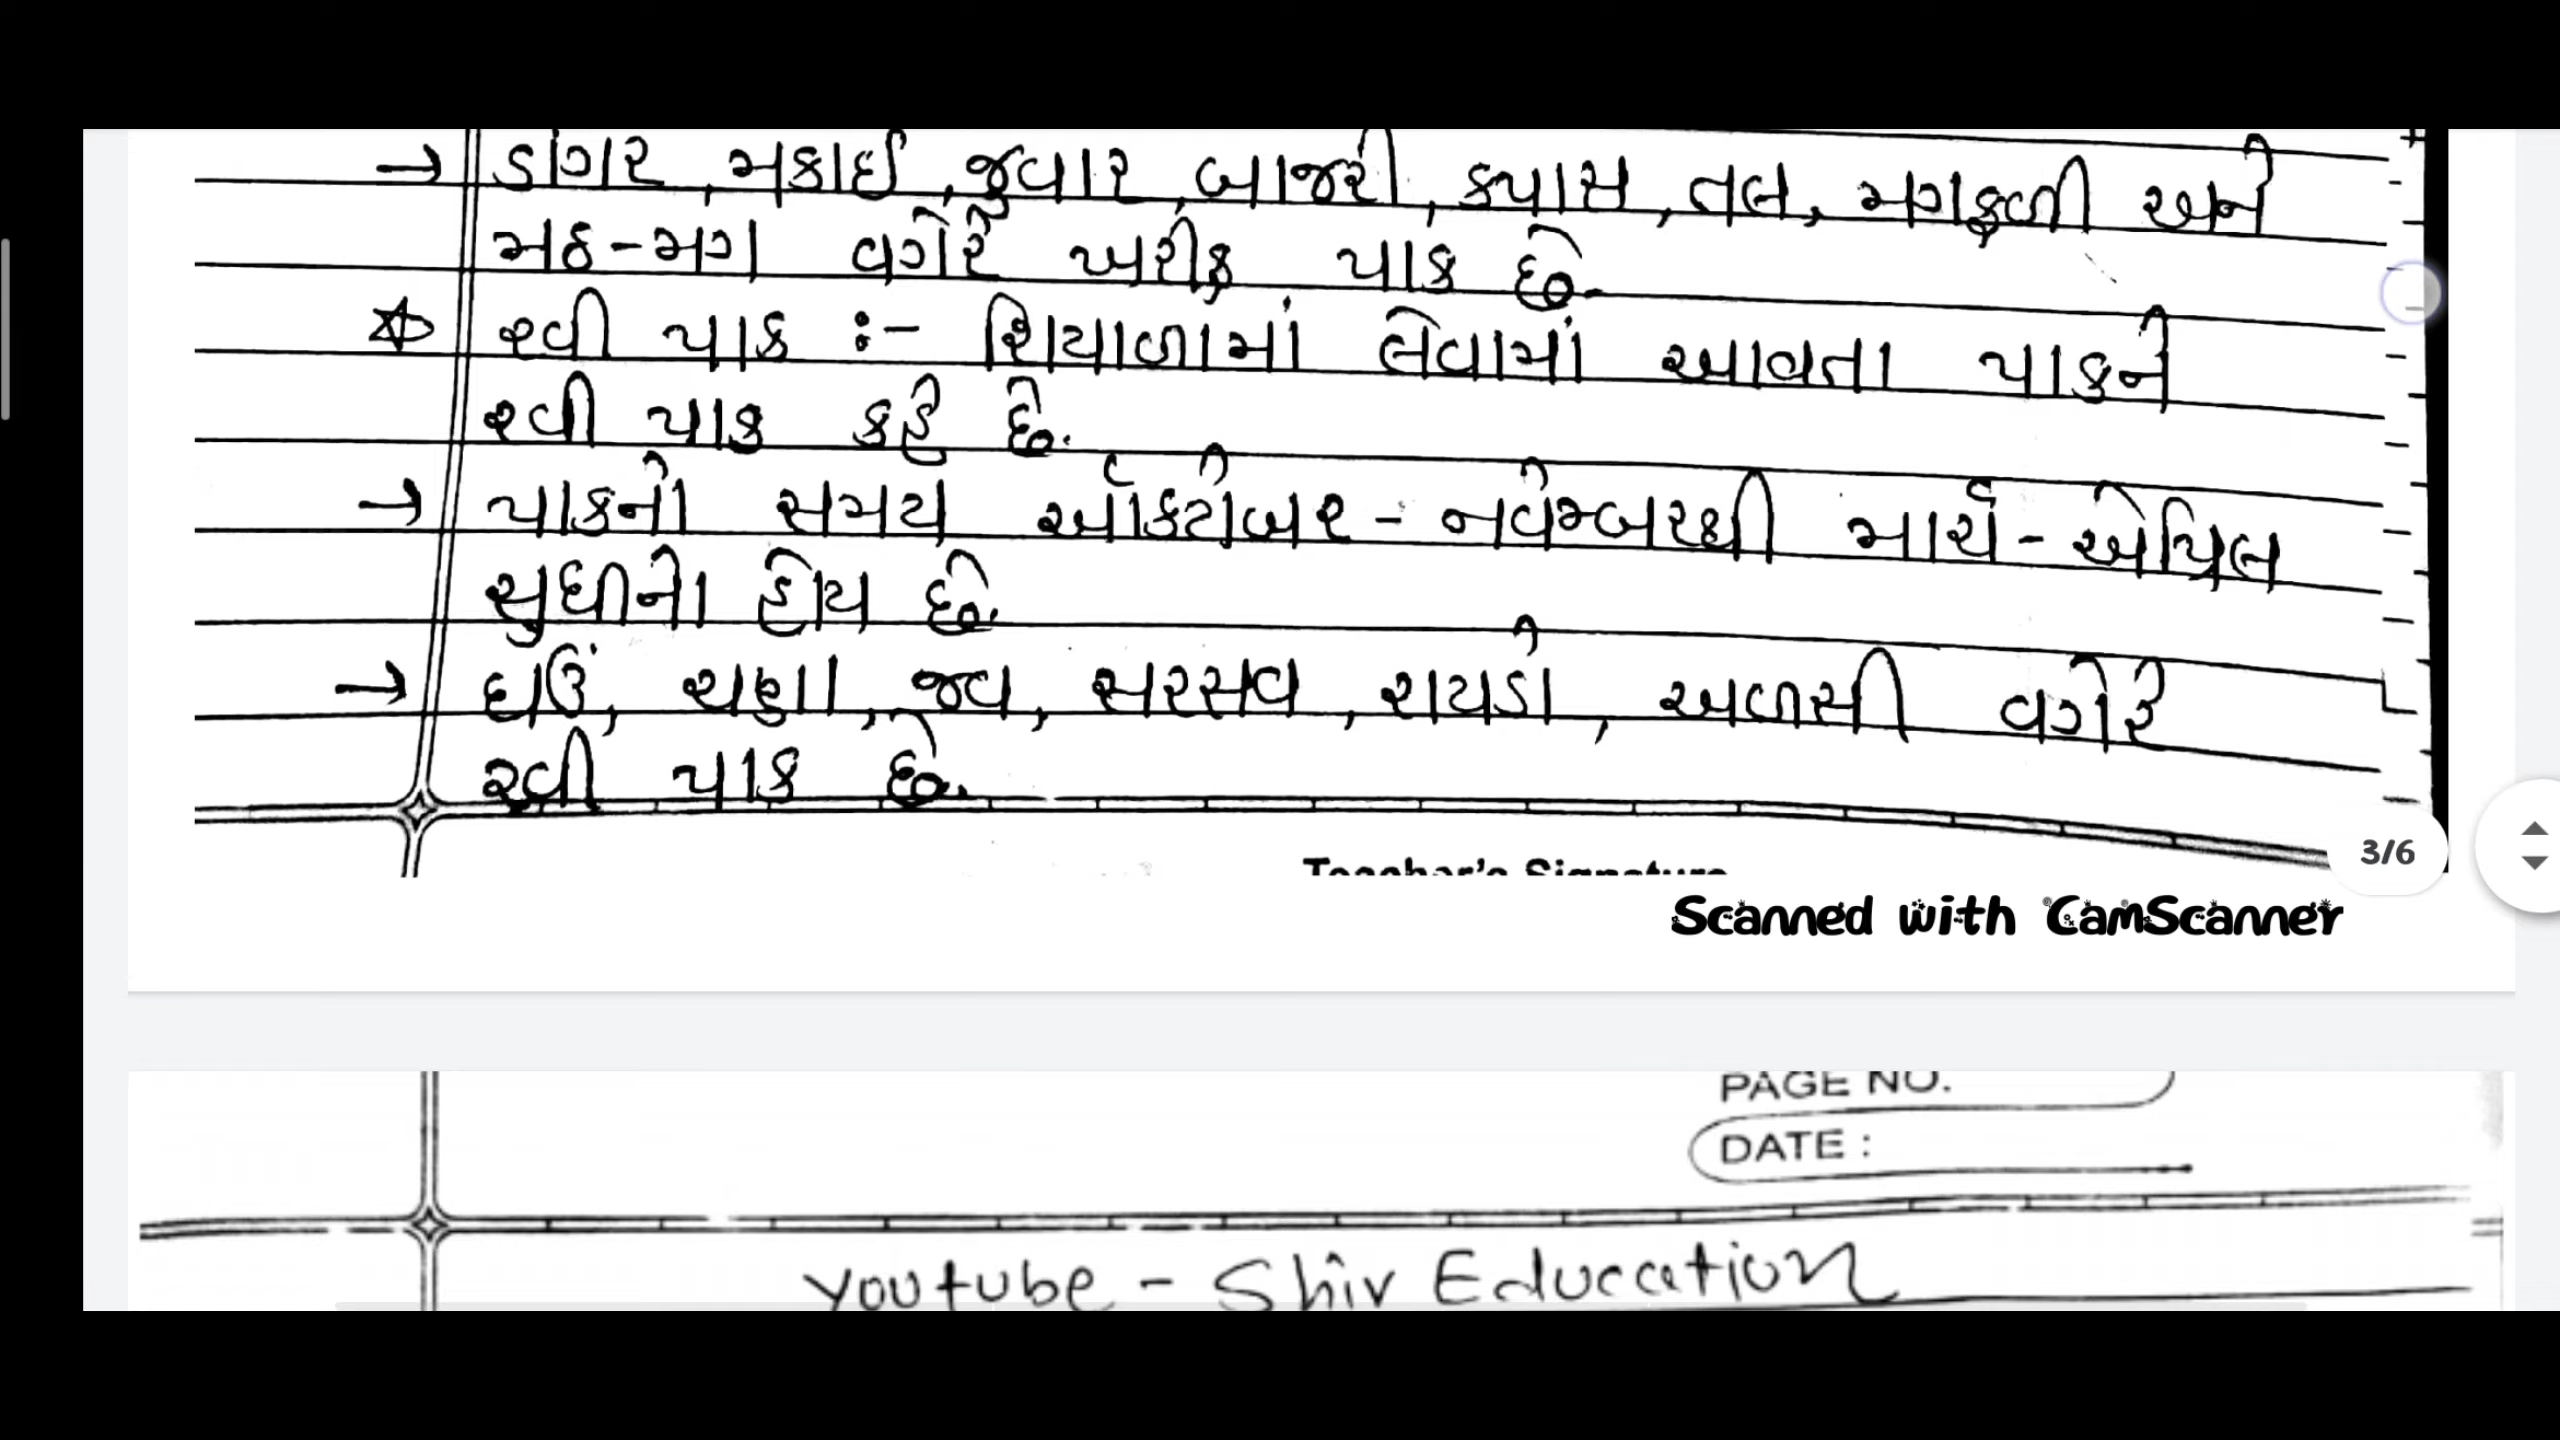 → ડાંગર, મકાઈ, જુવાર, બાજરી, કપાસ, તલ, મગફળી અને
મઠ-મગ વગેરે ખરીફ પાક છે.
☆ રવી પાક :- શિયાળામાં લેવામાં આવતા પાકને
રવી પાક કહે છે.
→ પાકનો સમય ઑક્ટોબર - નવેમ્બરથી માર્ચ - એપ્રિલ
સુધીનો હોય છે.
→ ઘઉં, ચણા, જવ, સરસવ, રાયડો, અળસી વગેરે
રવી પાક છે.
Teacher's Signature
3/6
Scanned with CamScanner
PAGE NO.
DATE :
Youtube - Shiv Education